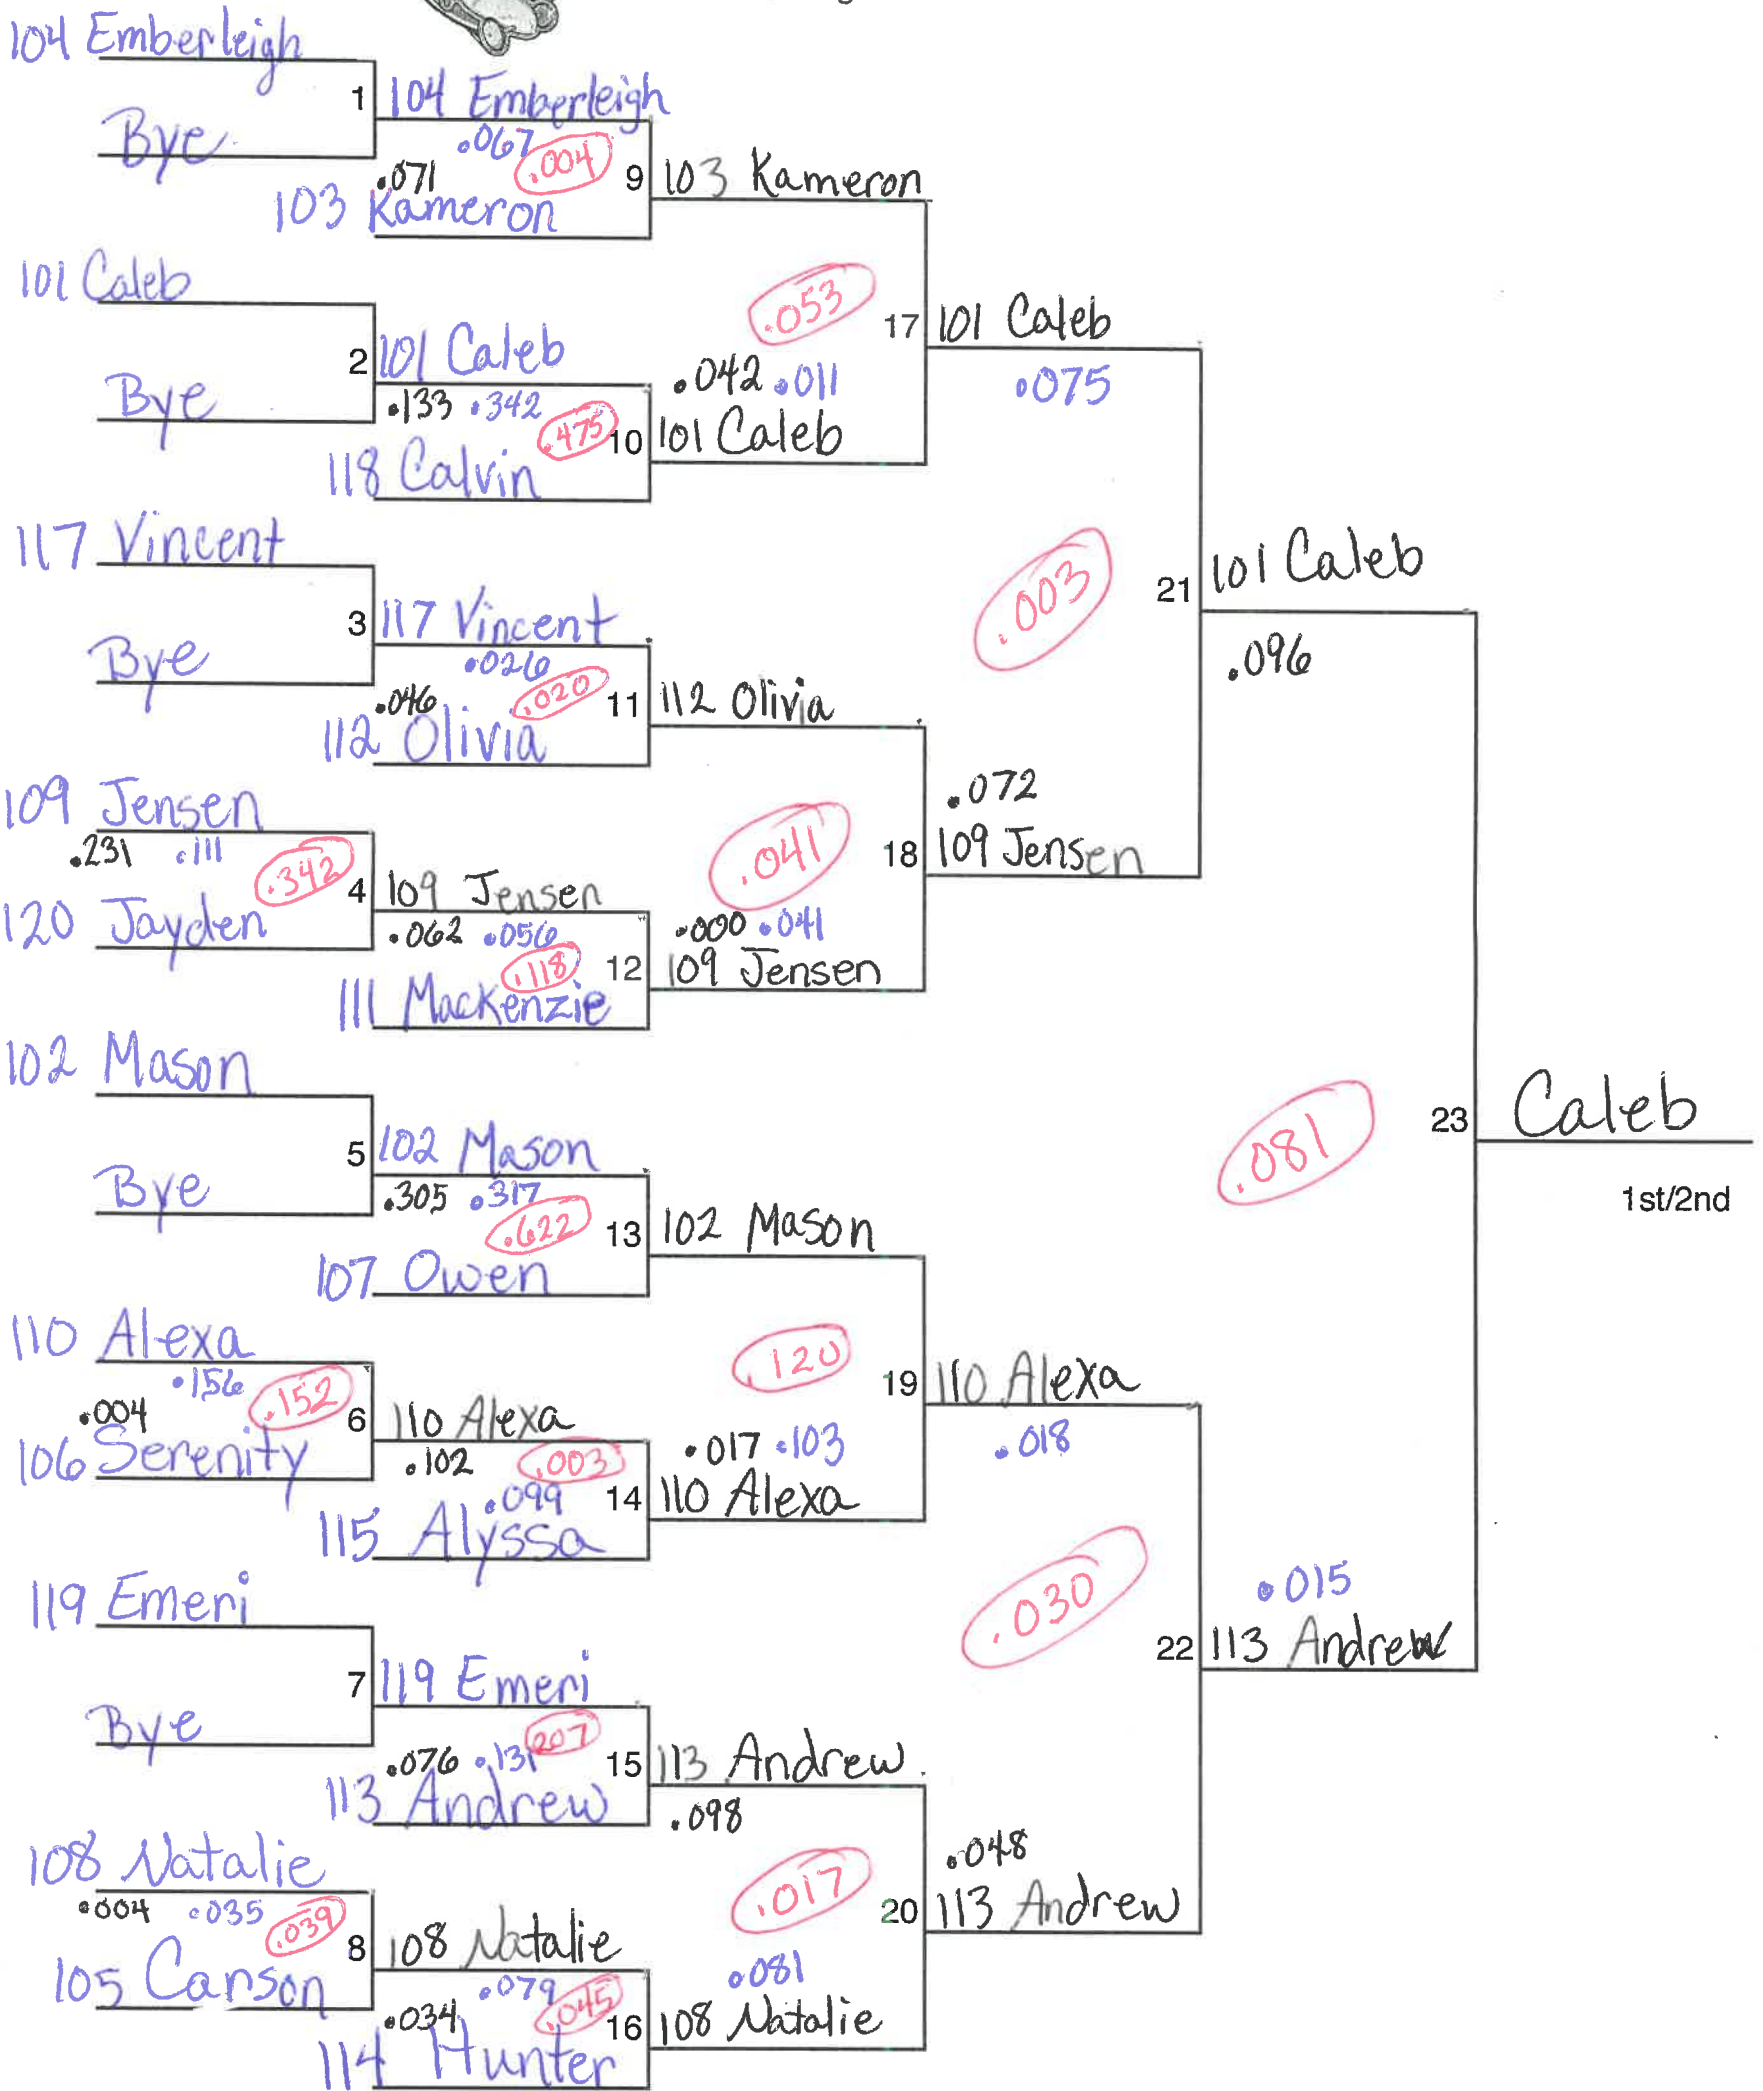 104 Emberleigh
Bye
1
104 Emberleigh
.067
.004
.071
103 Kameron
9
103 Kameron
101 Caleb
Bye
2
101 Caleb
.133 .342
.475
118 Calvin
10
.042 .011
101 Caleb
.053
17
101 Caleb
.075
117 Vincent
Bye
3
117 Vincent
.026
.020
.046
112 Olivia
11
112 Olivia
109 Jensen
.231 .111
.342
120 Jayden
4
109 Jensen
.062 .056
.118
111 Mackenzie
12
.000 .041
109 Jensen
.041
18
.072
109 Jensen
.003
21
101 Caleb
.096
102 Mason
Bye
5
102 Mason
.305 .317
.622
107 Owen
13
102 Mason
110 Alexa
.156
.152
.004
106 Serenity
6
110 Alexa
.102
.003
.099
115 Alyssa
14
.017 .103
110 Alexa
.120
19
110 Alexa
.018
119 Emeri
Bye
7
119 Emeri
207
.076 .131
113 Andrew
15
113 Andrew
.098
108 Natalie
.004 .035
.039
105 Carson
8
108 Natalie
.079
.045
.034
114 Hunter
16
.081
108 Natalie
.017
20
.048
113 Andrew
.030
22
.015
113 Andrew
.081
23
Caleb
1st/2nd